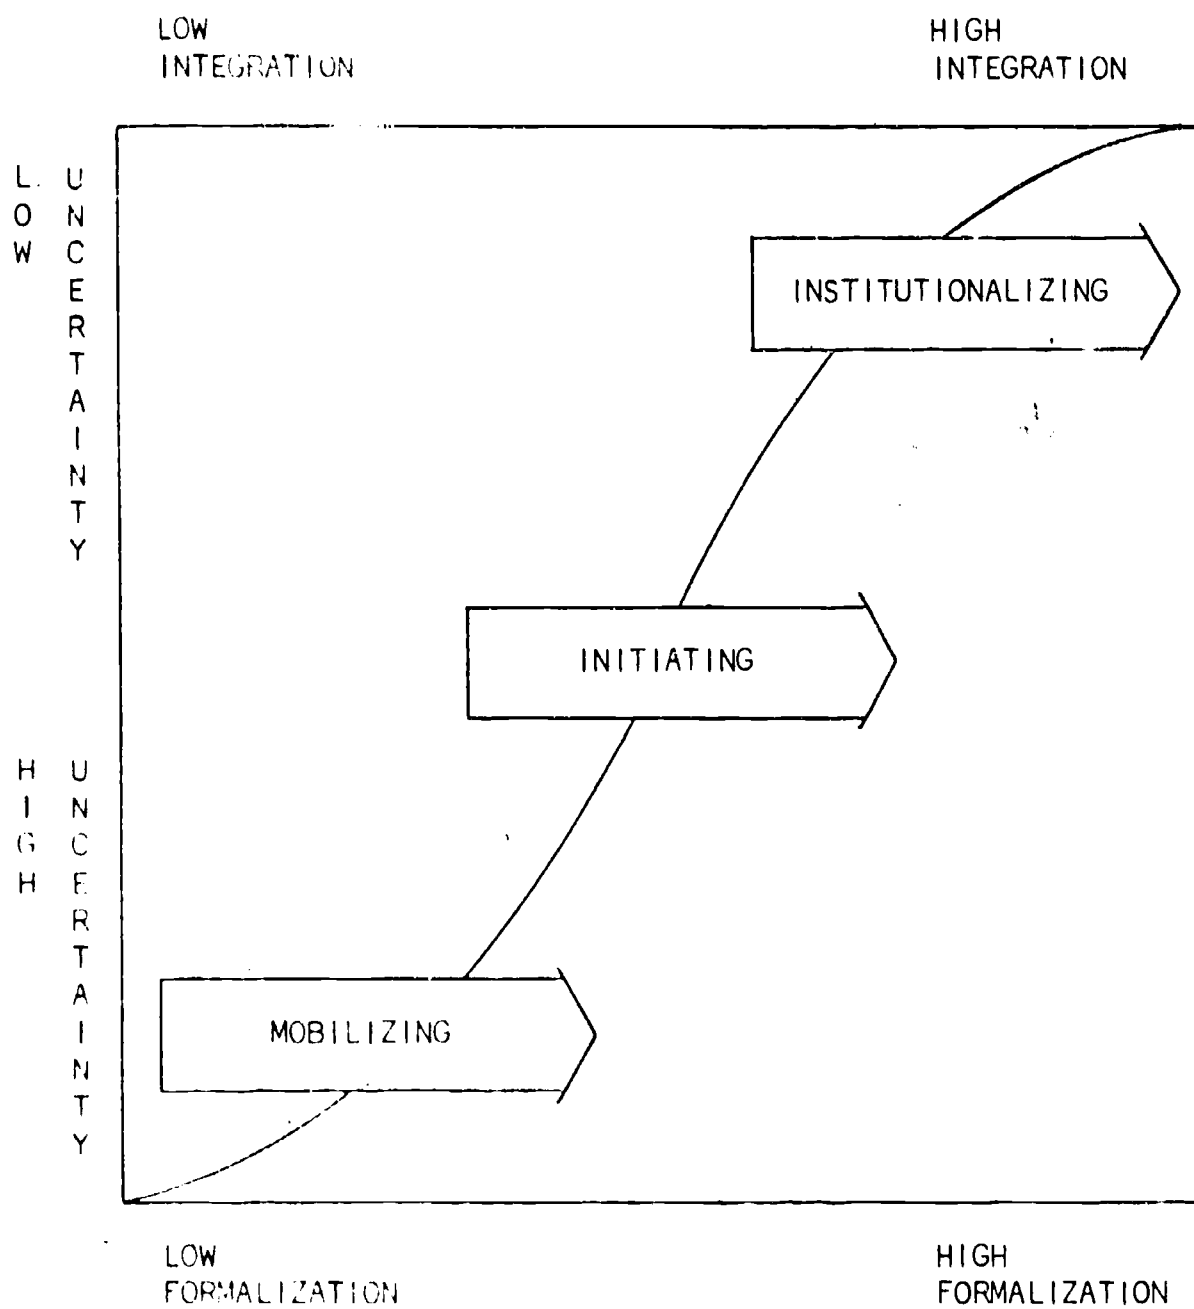 LOW
INTEGRATION
HIGH
INTEGRATION
LOW
UNCERTAINTY
INSTITUTIONALIZING
INITIATING
HIGH
UNCERTAINTY
MOBILIZING
LOW
FORMALIZATION
HIGH
FORMALIZATION